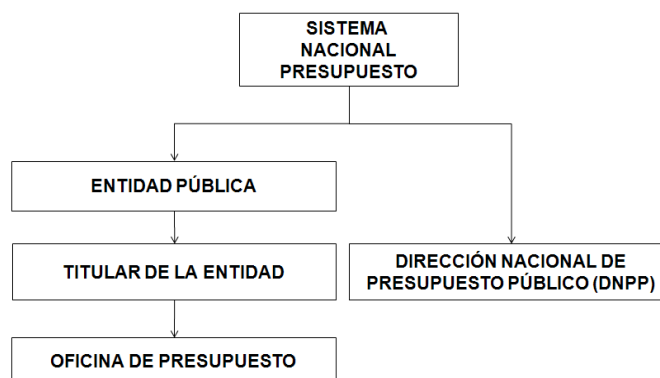 SISTEMA
NACIONAL
PRESUPUESTO
ENTIDAD PÚBLICA
TITULAR DE LA ENTIDAD
DIRECCIÓN NACIONAL DE
PRESUPUESTO PÚBLICO (DNPP)
OFICINA DE PRESUPUESTO